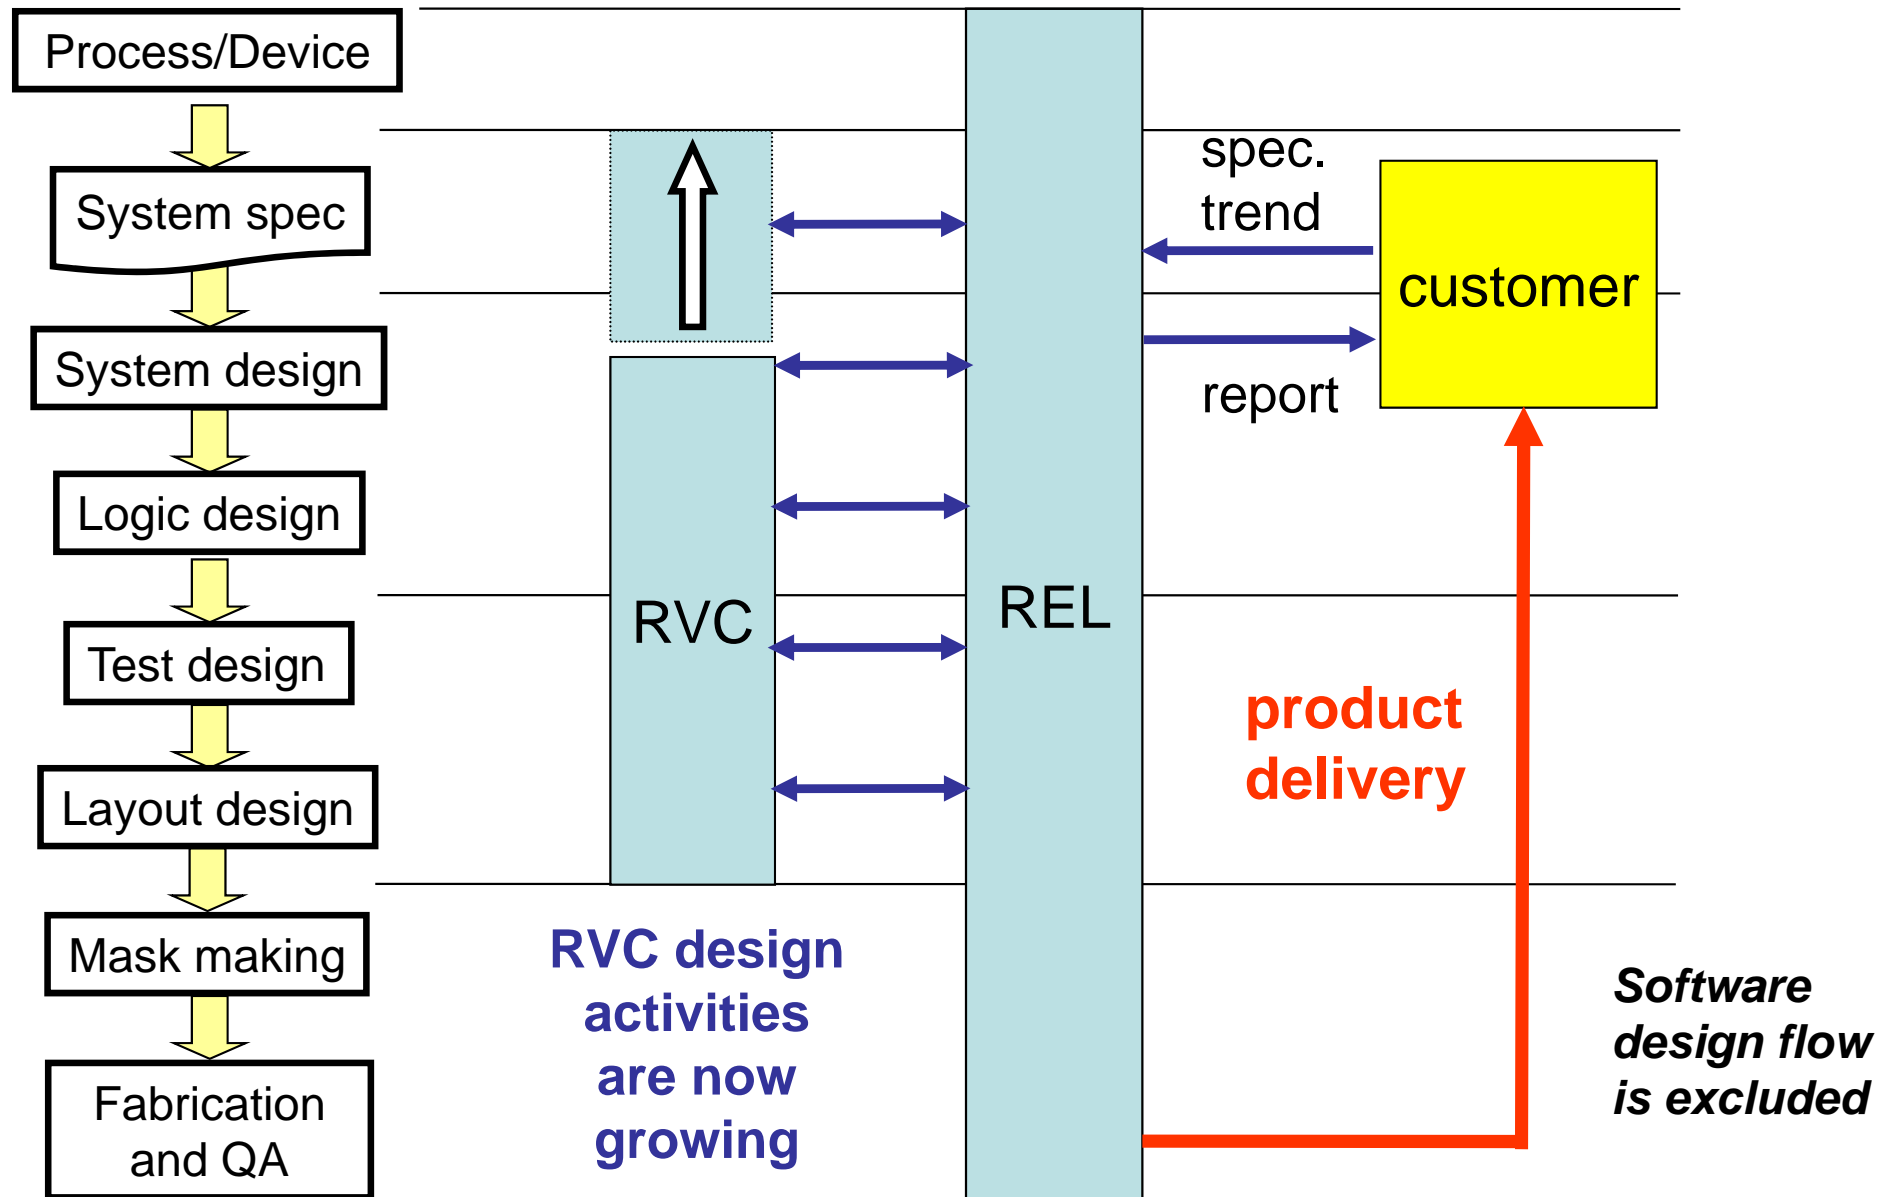 Process/Device
System spec
System design
Logic design
Test design
Layout design
Mask making
Fabrication
and QA
RVC
RVC design
activities
are now
growing
REL
spec.
trend
customer
report
product
delivery
Software
design flow
is excluded